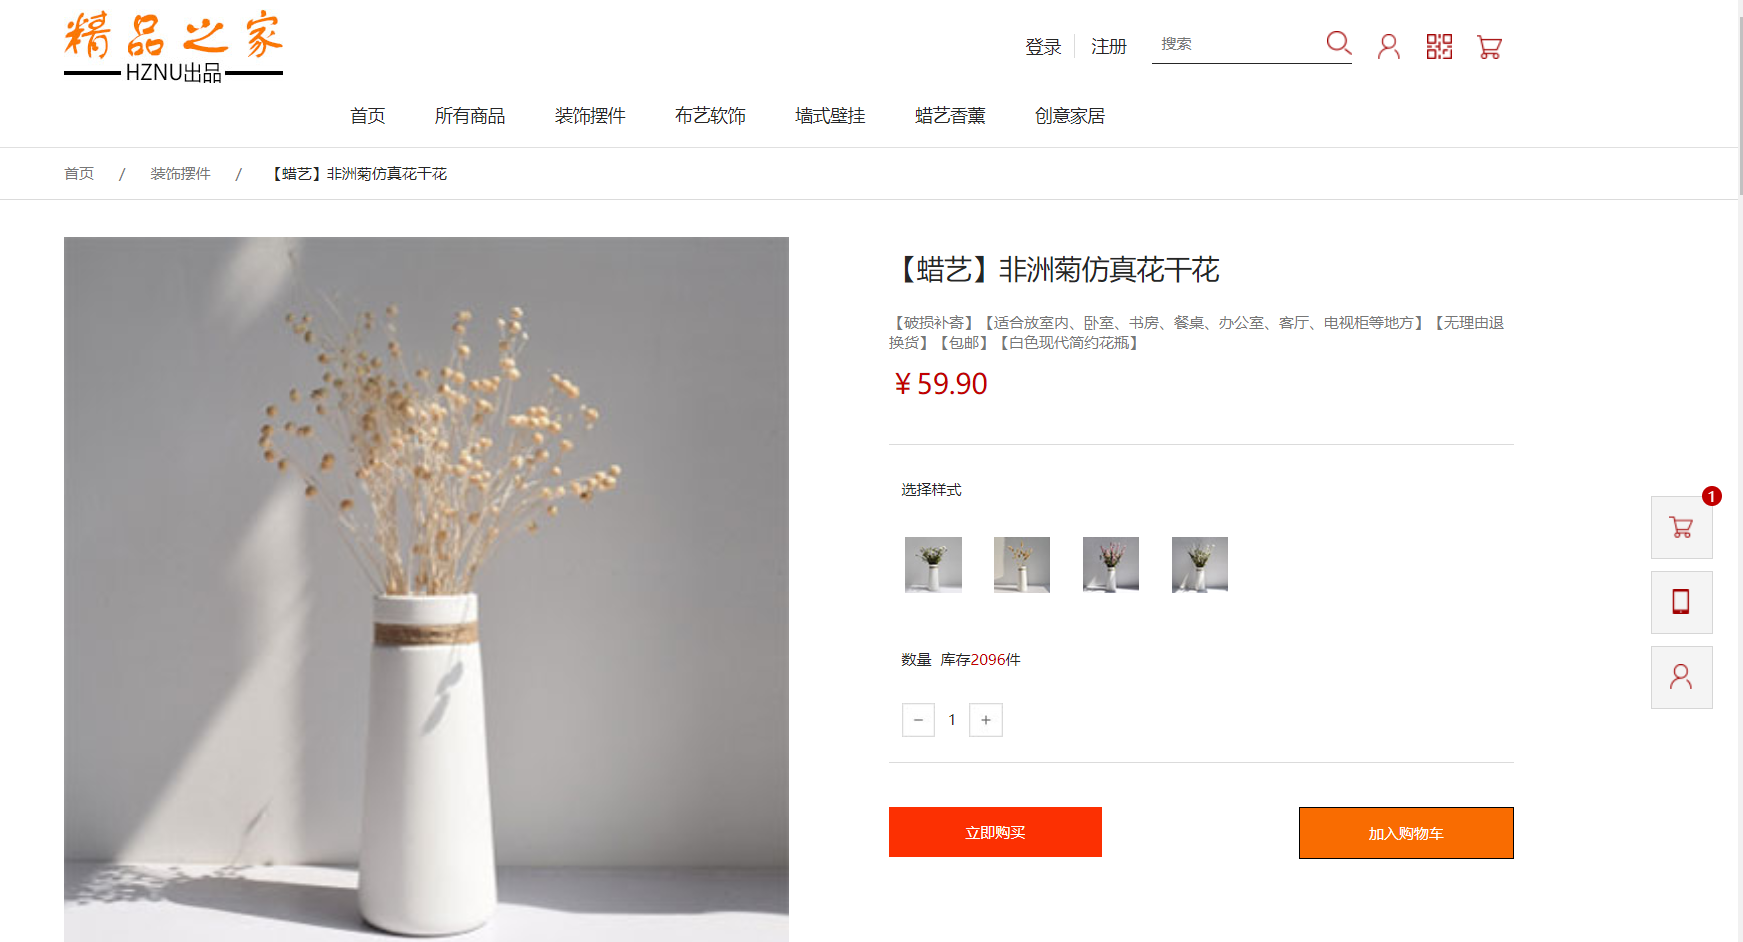 精品之家
HZNU出品
登录 注册 搜索
首页 所有商品 装饰摆件 布艺软饰 墙式壁挂 蜡艺香薰 创意家居
首页 / 装饰摆件 / 【蜡艺】非洲菊仿真花干花
【蜡艺】非洲菊仿真花干花
【破损补寄】【适合放室内、卧室、书房、餐桌、办公室、客厅、电视柜等地方】【无理由退
换货】【包邮】【白色现代简约花瓶】
¥ 59.90
选择样式
1
数量 库存2096件
− 1 +
立即购买 加入购物车